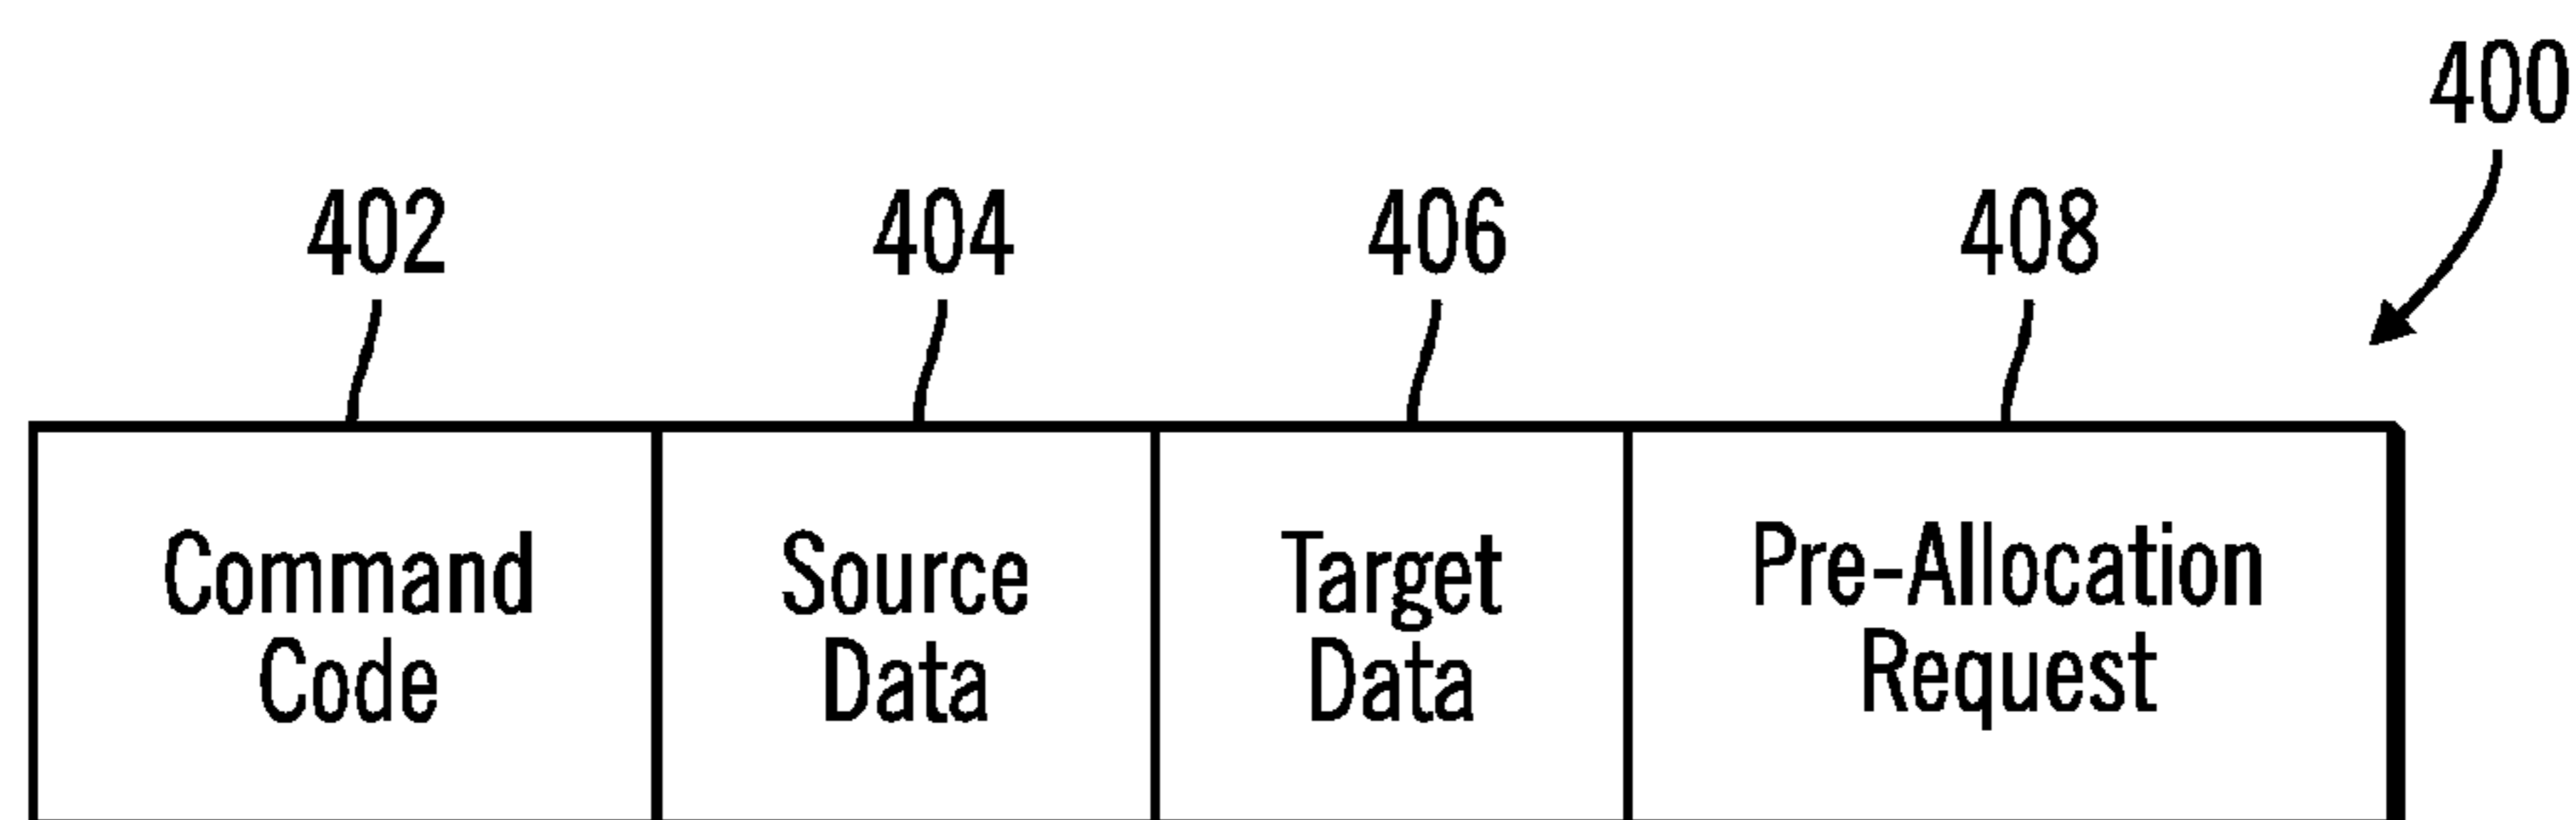 400
402 404 406 408
Command Source Target Pre-Allocation
Code Data Data Request